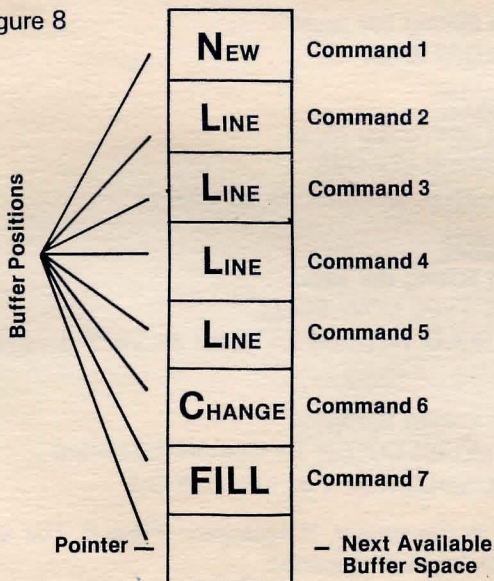 gure 8
NEW Command 1
LINE Command 2
LINE Command 3
LINE Command 4
LINE Command 5
CHANGE Command 6
FILL Command 7
Buffer Positions
Pointer – – Next Available
Buffer Space